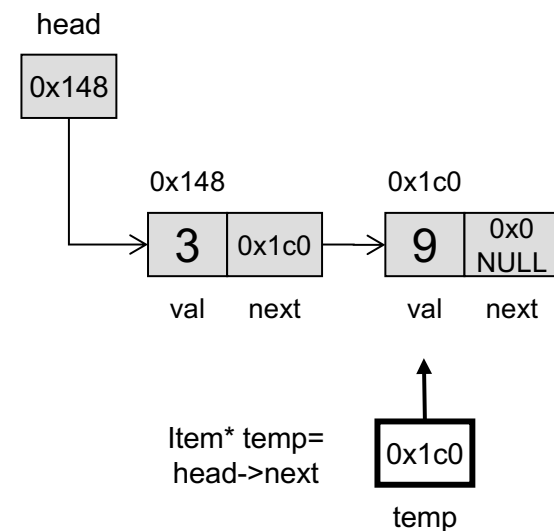 head
0x148
0x148
0x1c0
3
0x1c0
9
0x0
NULL
val
next
val
next
Item* temp=
head->next
0x1c0
temp